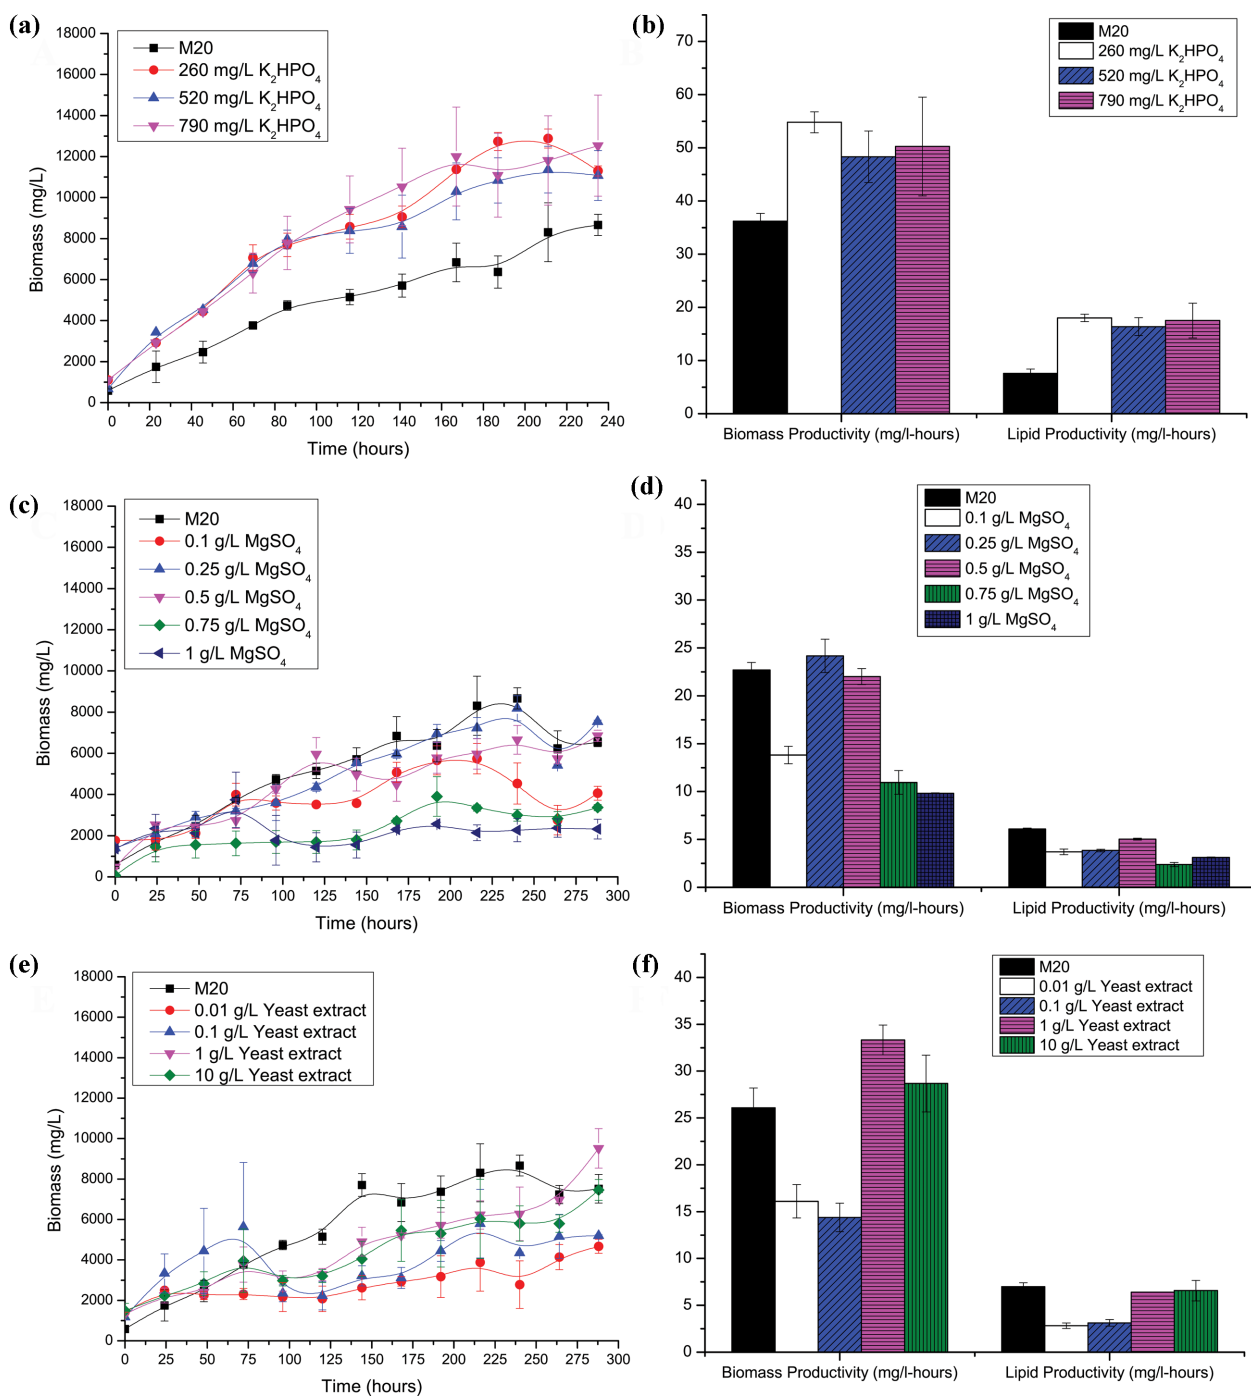 (a)
M20
260 mg/L K₂HPO₄
520 mg/L K₂HPO₄
790 mg/L K₂HPO₄
18000
16000
14000
12000
10000
8000
6000
4000
2000
0
Biomass (mg/L)
0 20 40 60 80 100 120 140 160 180 200 220 240
Time (hours)
(b)
M20
260 mg/L K₂HPO₄
520 mg/L K₂HPO₄
790 mg/L K₂HPO₄
70
60
50
40
30
20
10
0
Biomass Productivity (mg/l-hours) Lipid Productivity (mg/l-hours)
(c)
M20
0.1 g/L MgSO₄
0.25 g/L MgSO₄
0.5 g/L MgSO₄
0.75 g/L MgSO₄
1 g/L MgSO₄
18000
16000
14000
12000
10000
8000
6000
4000
2000
0
Biomass (mg/L)
0 25 50 75 100 125 150 175 200 225 250 275 300
Time (hours)
(d)
M20
0.1 g/L MgSO₄
0.25 g/L MgSO₄
0.5 g/L MgSO₄
0.75 g/L MgSO₄
1 g/L MgSO₄
40
35
30
25
20
15
10
5
0
Biomass Productivity (mg/l-hours) Lipid Productivity (mg/l-hours)
(e)
M20
0.01 g/L Yeast extract
0.1 g/L Yeast extract
1 g/L Yeast extract
10 g/L Yeast extract
18000
16000
14000
12000
10000
8000
6000
4000
2000
0
Biomass (mg/L)
0 25 50 75 100 125 150 175 200 225 250 275 300
Time (hours)
(f)
M20
0.01 g/L Yeast extract
0.1 g/L Yeast extract
1 g/L Yeast extract
10 g/L Yeast extract
40
35
30
25
20
15
10
5
0
Biomass Productivity (mg/l-hours) Lipid Productivity (mg/l-hours)